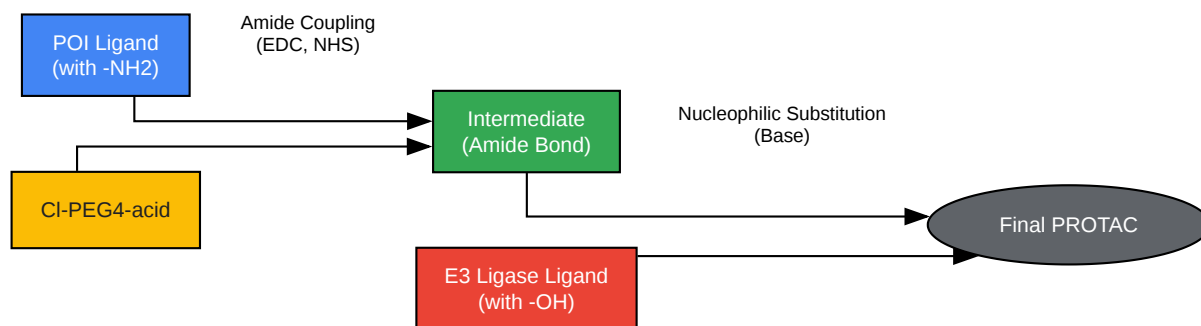 POI Ligand
(with -NH2)
Amide Coupling
(EDC, NHS)
Cl-PEG4-acid
Intermediate
(Amide Bond)
Nucleophilic Substitution
(Base)
E3 Ligase Ligand
(with -OH)
Final PROTAC